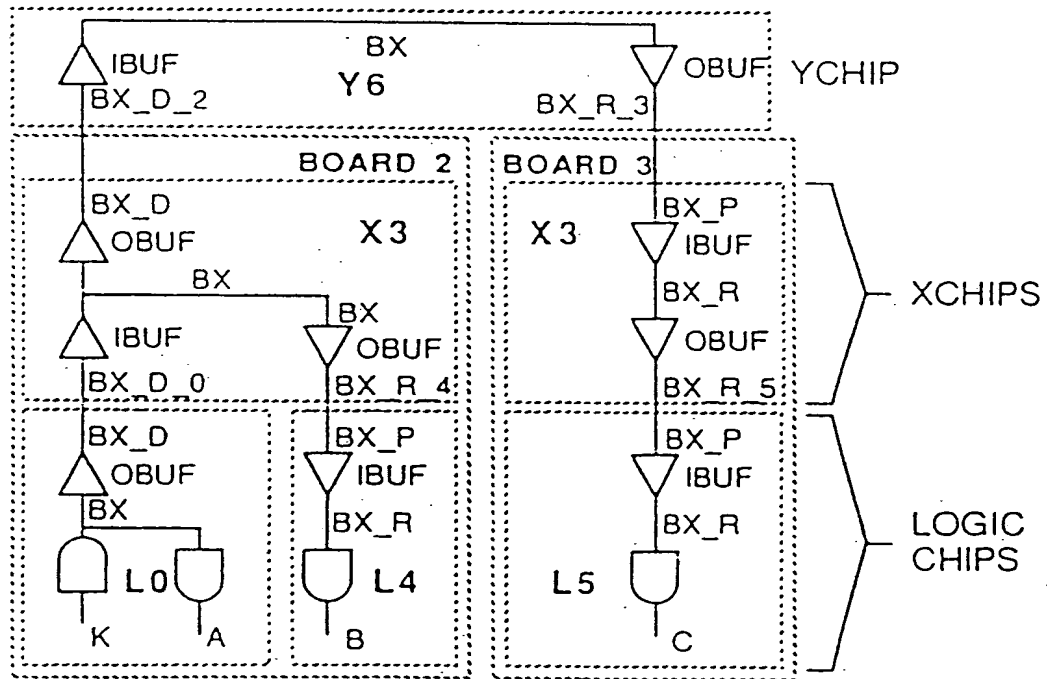 BX
IBUF
OBUF
YCHIP
Y6
BX_D_2
BX_R_3
BOARD 2
BOARD 3
BX_D
X3
OBUF
BX
BX
IBUF
OBUF
BX_D_0
BX_R_4
X3
BX_P
IBUF
BX_R
OBUF
BX_R_5
XCHIPS
BX_D
OBUF
BX
L0
K
A
BX_P
IBUF
BX_R
L4
B
BX_P
IBUF
BX_R
L5
C
LOGIC
CHIPS